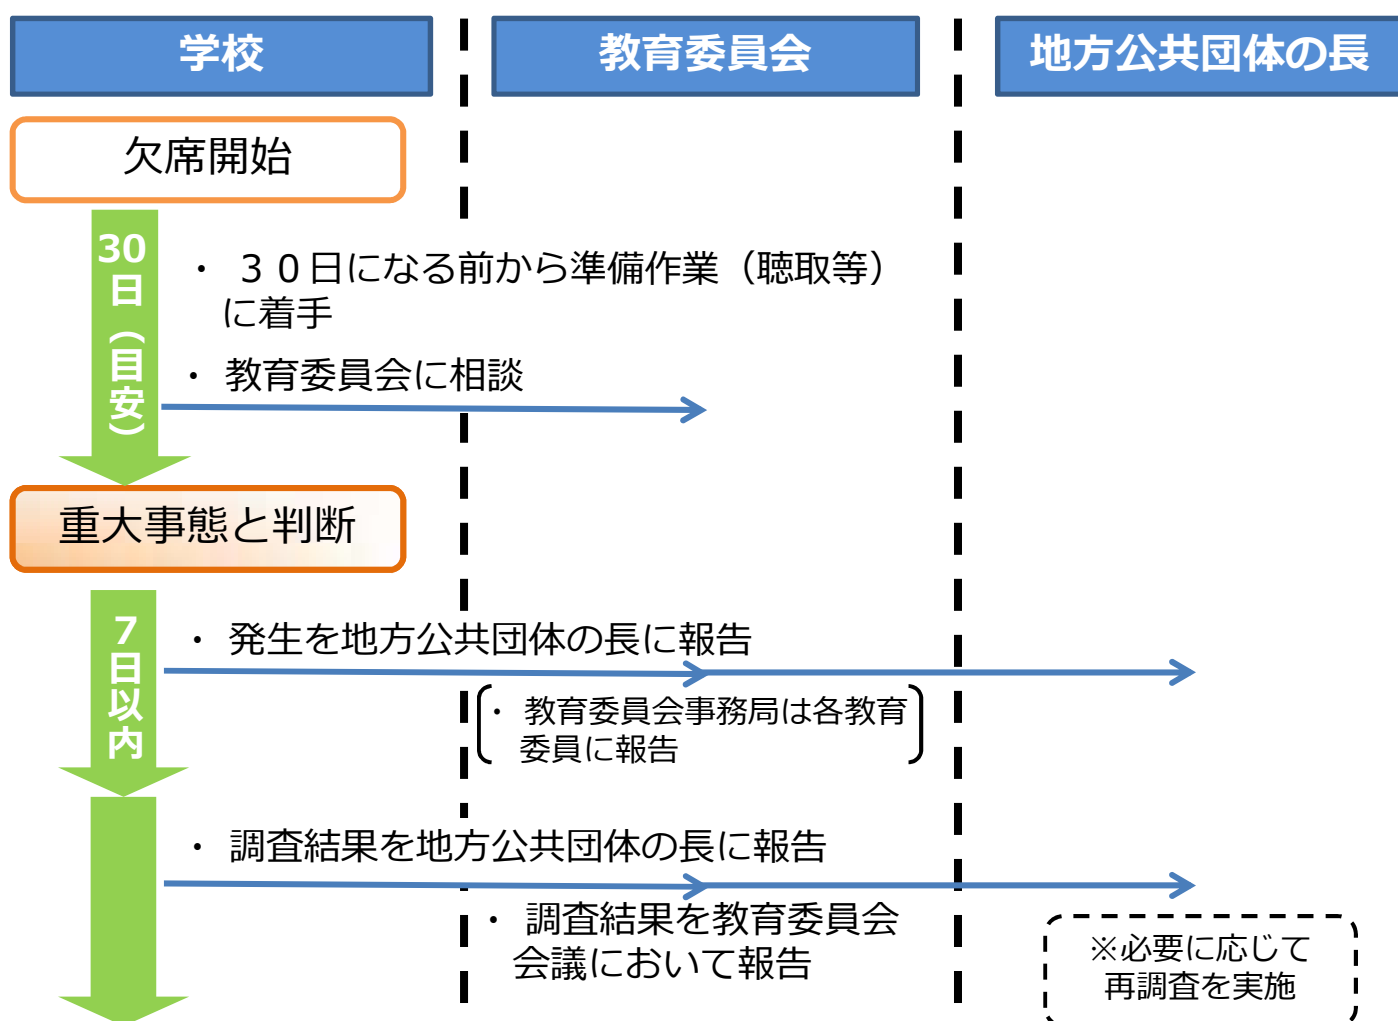 学校
教育委員会
地方公共団体の長
欠席開始
30日（目安）
・　３０日になる前から準備作業（聴取等）
に着手
・ 教育委員会に相談
重大事態と判断
7日以内
・ 発生を地方公共団体の長に報告
・ 教育委員会事務局は各教育
委員に報告
・ 調査結果を地方公共団体の長に報告
・ 調査結果を教育委員会
会議において報告
※必要に応じて
再調査を実施